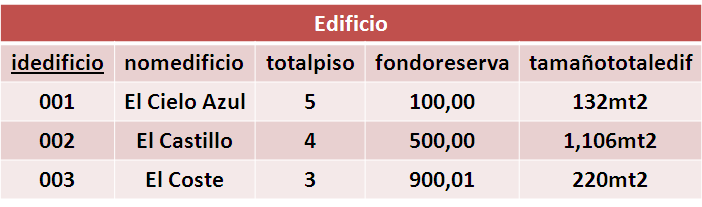 Edificio
idedificio nomedificio totalpiso fondoreserva tamañototaledif
001 El Cielo Azul 5 100,00 132mt2
002 El Castillo 4 500,00 1,106mt2
003 El Coste 3 900,01 220mt2